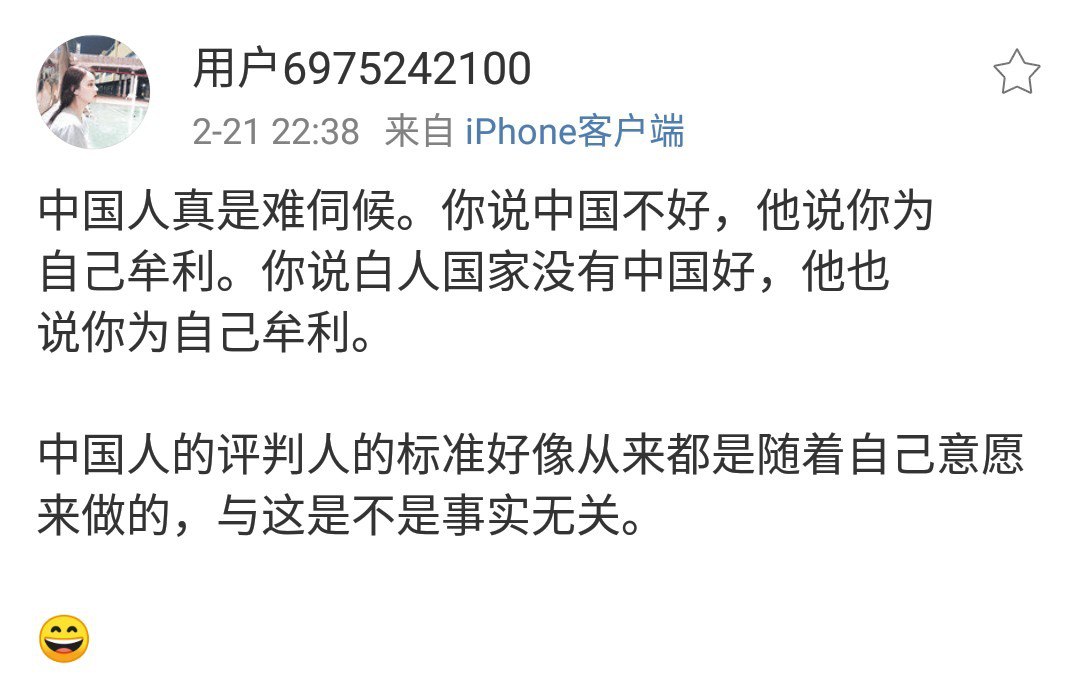 用户6975242100
2-21 22:38 来自 iPhone客户端
中国人真是难伺候。你说中国不好，他说你为
自己牟利。你说白人国家没有中国好，他也
说你为自己牟利。
中国人的评判人的标准好像从来都是随着自己意愿
来做的，与这是不是事实无关。